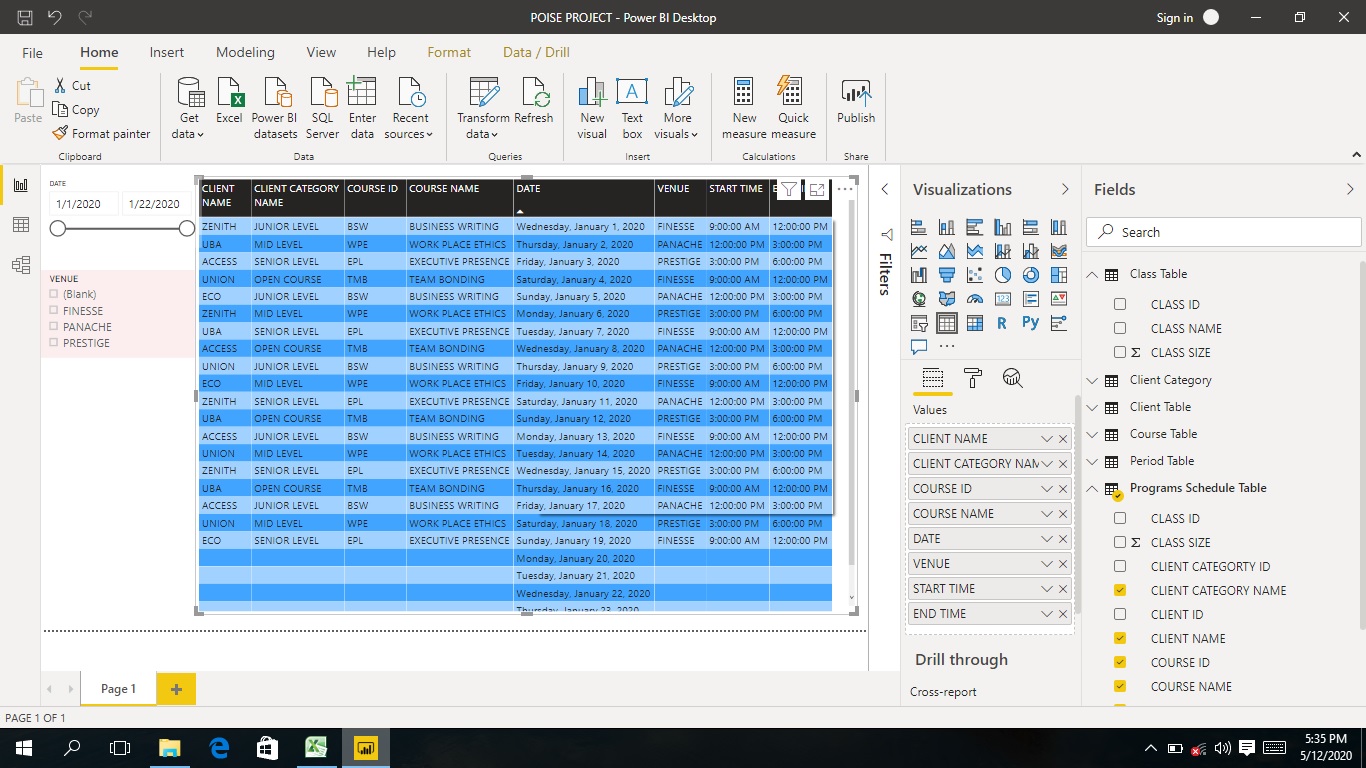 POISE PROJECT - Power BI Desktop
Sign in
File Home Insert Modeling View Help Format Data / Drill
Paste
Cut
Copy
Format painter
Clipboard
Get data
Excel
Power BI datasets
SQL Server
Enter data
Recent sources
Data
Transform data
Refresh
Queries
New visual
Text box
More visuals
Insert
New measure
Quick measure
Calculations
Publish
Share
DATE
1/1/2020 1/22/2020
VENUE
(Blank)
FINESSE
PANACHE
PRESTIGE
CLIENT NAME CLIENT CATEGORY NAME COURSE ID COURSE NAME DATE VENUE START TIME
ZENITH JUNIOR LEVEL BSW BUSINESS WRITING Wednesday, January 1, 2020 FINESSE 9:00:00 AM 12:00:00 PM
UBA MID LEVEL WPE WORK PLACE ETHICS Thursday, January 2, 2020 PANACHE 12:00:00 PM 3:00:00 PM
ACCESS SENIOR LEVEL EPL EXECUTIVE PRESENCE Friday, January 3, 2020 PRESTIGE 3:00:00 PM 6:00:00 PM
UNION OPEN COURSE TMB TEAM BONDING Saturday, January 4, 2020 FINESSE 9:00:00 AM 12:00:00 PM
ECO JUNIOR LEVEL BSW BUSINESS WRITING Sunday, January 5, 2020 PANACHE 12:00:00 PM 3:00:00 PM
ZENITH MID LEVEL WPE WORK PLACE ETHICS Monday, January 6, 2020 PRESTIGE 3:00:00 PM 6:00:00 PM
UBA SENIOR LEVEL EPL EXECUTIVE PRESENCE Tuesday, January 7, 2020 FINESSE 9:00:00 AM 12:00:00 PM
ACCESS OPEN COURSE TMB TEAM BONDING Wednesday, January 8, 2020 PANACHE 12:00:00 PM 3:00:00 PM
UNION JUNIOR LEVEL BSW BUSINESS WRITING Thursday, January 9, 2020 PRESTIGE 3:00:00 PM 6:00:00 PM
ECO MID LEVEL WPE WORK PLACE ETHICS Friday, January 10, 2020 FINESSE 9:00:00 AM 12:00:00 PM
ZENITH SENIOR LEVEL EPL EXECUTIVE PRESENCE Saturday, January 11, 2020 PANACHE 12:00:00 PM 3:00:00 PM
UBA OPEN COURSE TMB TEAM BONDING Sunday, January 12, 2020 PRESTIGE 3:00:00 PM 6:00:00 PM
ACCESS JUNIOR LEVEL BSW BUSINESS WRITING Monday, January 13, 2020 FINESSE 9:00:00 AM 12:00:00 PM
UNION MID LEVEL WPE WORK PLACE ETHICS Tuesday, January 14, 2020 PANACHE 12:00:00 PM 3:00:00 PM
ZENITH SENIOR LEVEL EPL EXECUTIVE PRESENCE Wednesday, January 15, 2020 PRESTIGE 3:00:00 PM 6:00:00 PM
UBA OPEN COURSE TMB TEAM BONDING Thursday, January 16, 2020 FINESSE 9:00:00 AM 12:00:00 PM
ACCESS JUNIOR LEVEL BSW BUSINESS WRITING Friday, January 17, 2020 PANACHE 12:00:00 PM 3:00:00 PM
UNION MID LEVEL WPE WORK PLACE ETHICS Saturday, January 18, 2020 PRESTIGE 3:00:00 PM 6:00:00 PM
ECO SENIOR LEVEL EPL EXECUTIVE PRESENCE Sunday, January 19, 2020 FINESSE 9:00:00 AM 12:00:00 PM
Monday, January 20, 2020
Tuesday, January 21, 2020
Wednesday, January 22, 2020
Thursday, January 23, 2020
Filters
Visualizations
R Py
123
Values
CLIENT NAME
CLIENT CATEGORY NAM
COURSE ID
COURSE NAME
DATE
VENUE
START TIME
END TIME
Drill through
Cross-report
Fields
Search
Class Table
CLASS ID
CLASS NAME
Σ CLASS SIZE
Client Category
Client Table
Course Table
Period Table
Programs Schedule Table
CLASS ID
Σ CLASS SIZE
CLIENT CATEGORTY ID
CLIENT CATEGORY NAME
CLIENT ID
CLIENT NAME
COURSE ID
COURSE NAME
Page 1
PAGE 1 OF 1
5:35 PM
5/12/2020